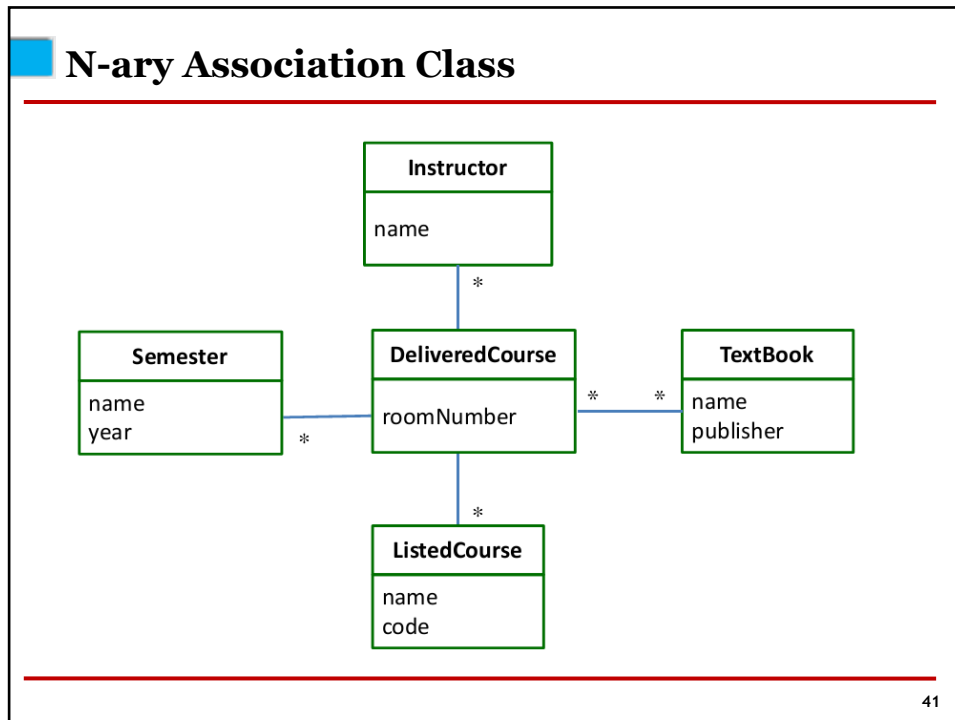 N-ary Association Class
Instructor
name
*
Semester
name
year
*
DeliveredCourse
roomNumber
* *
TextBook
name
publisher
*
ListedCourse
name
code
41